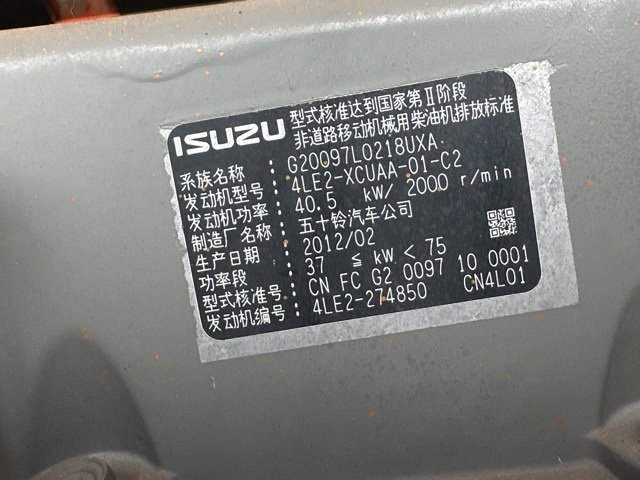 ISUZU
型式核准达到国家第Ⅱ阶段
非道路移动机械用柴油机排放标准
系族名称 : G20097L0218UXA.
发动机型号 : 4LE2-XCUAA-01-C2
发动机功率 : 40.5 kW/ 2000 r/min
制造厂名称 : 五十铃汽车公司
生产日期 : 2012/02
功率段 : 37 ≦ kW < 75
型式核准号 : CN FC G2 0097 10 0001
发动机编号 : 4LE2-274850 CN4L01